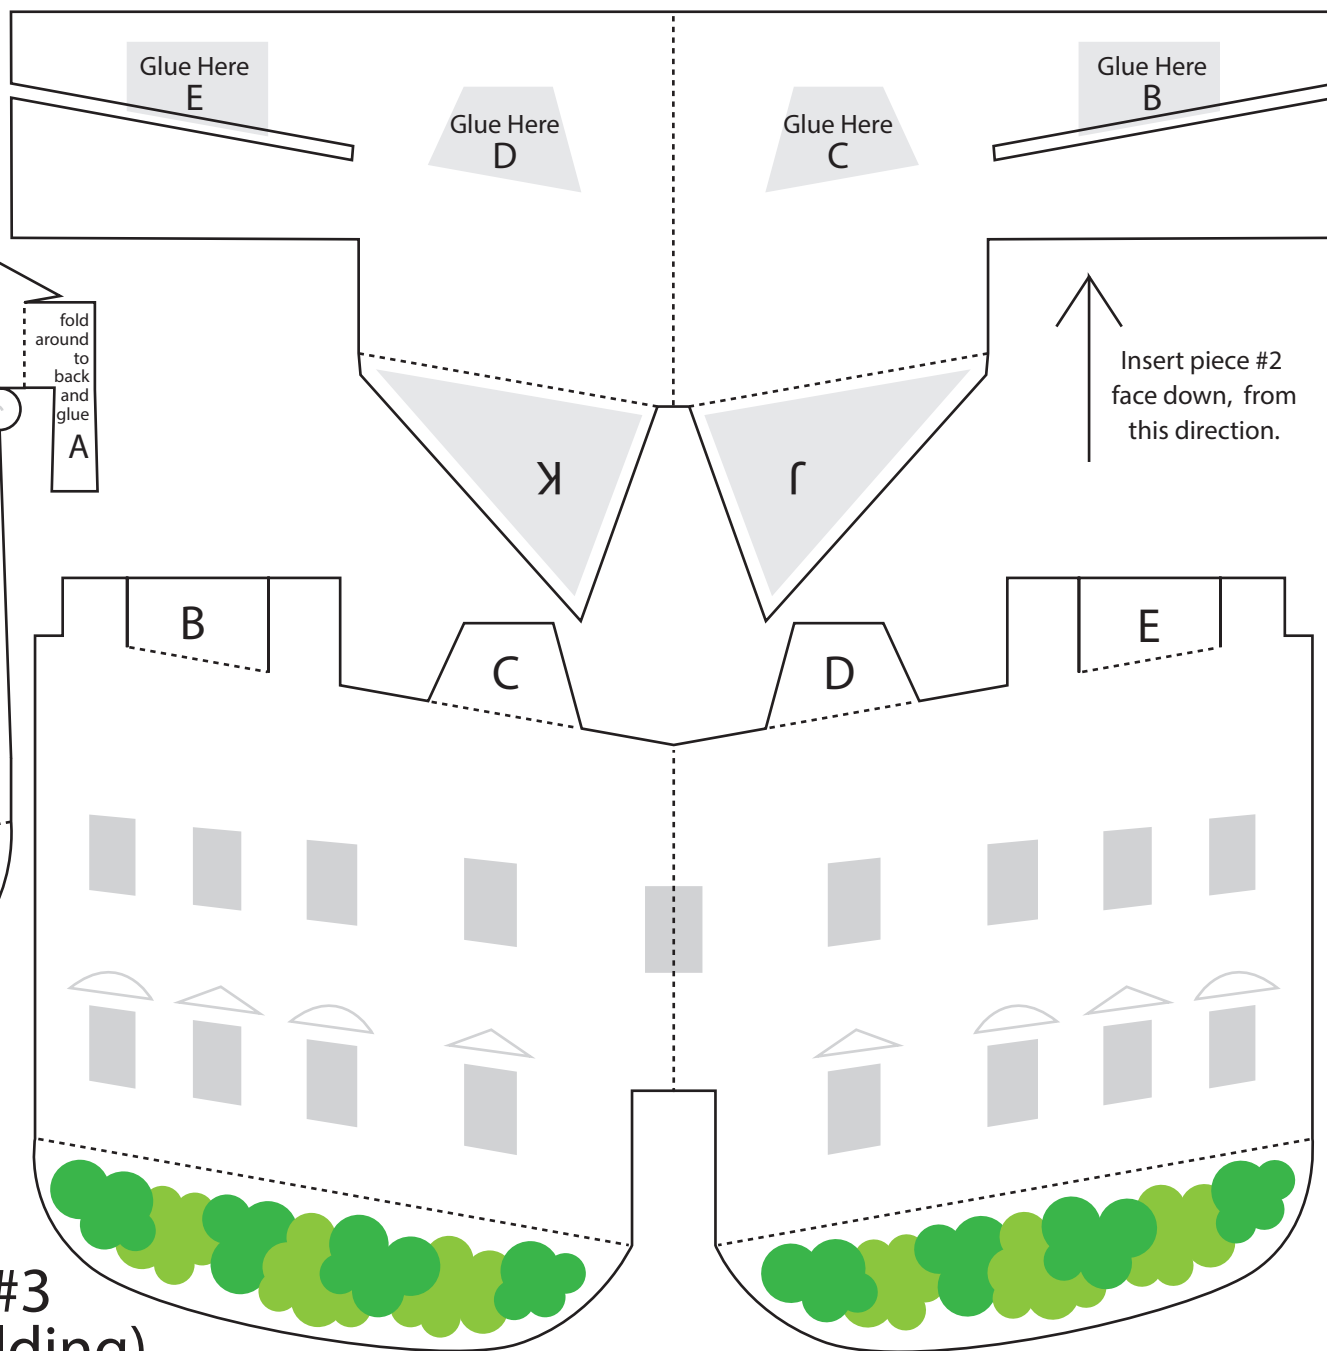 Glue Here
E
Glue Here
D
Glue Here
C
Glue Here
B
fold
around
to
back
and
glue
A
Insert piece #2
face down, from
this direction.
K
J
B
C
D
E
#3